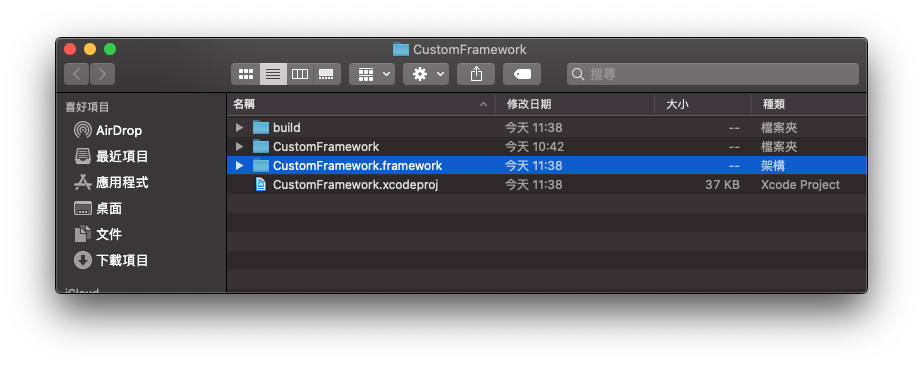 CustomFramework
搜尋
喜好項目
AirDrop
最近項目
應用程式
桌面
文件
下載項目
iCloud
名稱 修改日期 大小 種類
build 今天 11:38 -- 檔案夾
CustomFramework 今天 10:42 -- 檔案夾
CustomFramework.framework 今天 11:38 -- 架構
CustomFramework.xcodeproj 今天 11:38 37 KB Xcode Project